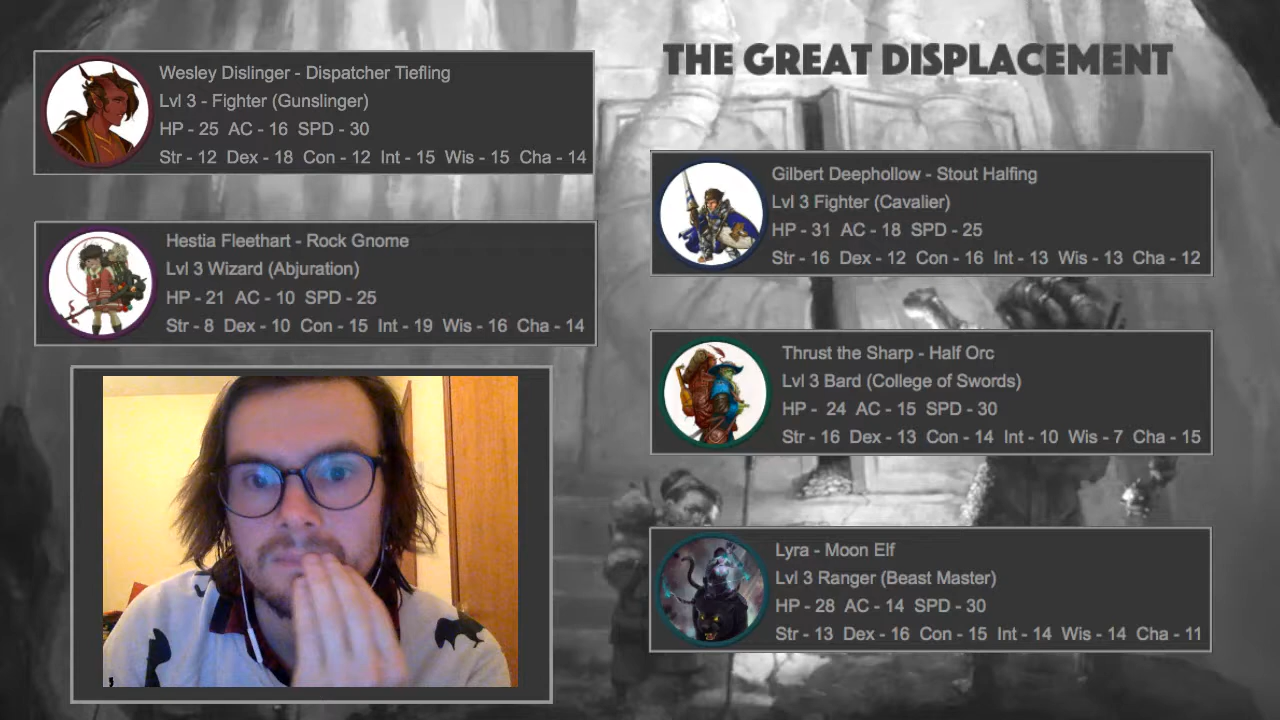 THE GREAT DISPLACEMENT
Wesley Dislinger - Dispatcher Tiefling
Lvl 3 - Fighter (Gunslinger)
HP - 25 AC - 16 SPD - 30
Str - 12 Dex - 18 Con - 12 Int - 15 Wis - 15 Cha - 14
Hestia Fleethart - Rock Gnome
Lvl 3 Wizard (Abjuration)
HP - 21 AC - 10 SPD - 25
Str - 8 Dex - 10 Con - 15 Int - 19 Wis - 16 Cha - 14
Gilbert Deephollow - Stout Halfing
Lvl 3 Fighter (Cavalier)
HP - 31 AC - 18 SPD - 25
Str - 16 Dex - 12 Con - 16 Int - 13 Wis - 13 Cha - 12
Thrust the Sharp - Half Orc
Lvl 3 Bard (College of Swords)
HP - 24 AC - 15 SPD - 30
Str - 16 Dex - 13 Con - 14 Int - 10 Wis - 7 Cha - 15
Lyra - Moon Elf
Lvl 3 Ranger (Beast Master)
HP - 28 AC - 14 SPD - 30
Str - 13 Dex - 16 Con - 15 Int - 14 Wis - 14 Cha - 11